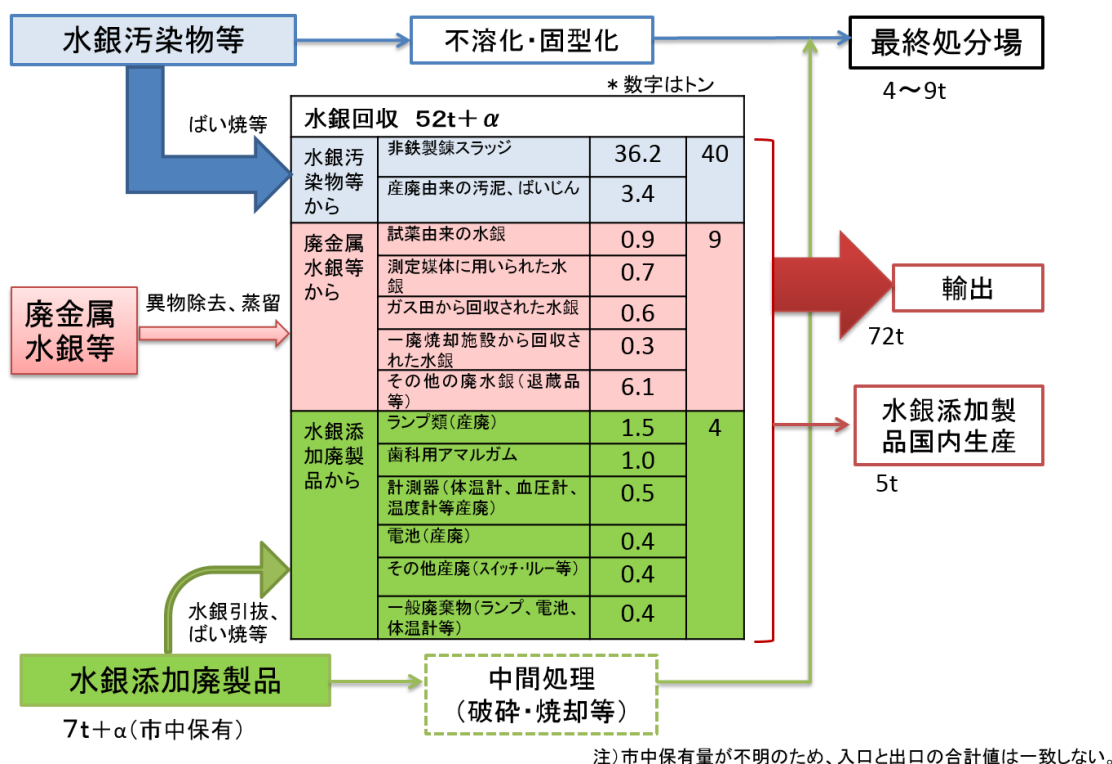 水銀汚染物等
不溶化・固型化
最終処分場
4～9t
＊数字はトン
ばい焼等
水銀回収 52t＋α
水銀汚
染物等
から
非鉄製錬スラッジ
36.2
40
産廃由来の汚泥、ばいじん
3.4
廃金属
水銀等
から
試薬由来の水銀
0.9
9
測定媒体に用いられた水
銀
0.7
ガス田から回収された水銀
0.6
一廃焼却施設から回収さ
れた水銀
0.3
その他の廃水銀（退蔵品
等）
6.1
水銀添
加廃製
品から
ランプ類（産廃）
1.5
4
歯科用アマルガム
1.0
計測器（体温計、血圧計、
温度計等産廃）
0.5
電池（産廃）
0.4
その他産廃（スイッチ・リレー等）
0.4
一般廃棄物（ランプ、電池、
体温計等）
0.4
廃金属
水銀等
異物除去、蒸留
輸出
72t
水銀添加製
品国内生産
5t
水銀引抜、
ばい焼等
水銀添加廃製品
7t＋α（市中保有）
中間処理
（破砕・焼却等）
注）市中保有量が不明のため、入口と出口の合計値は一致しない。